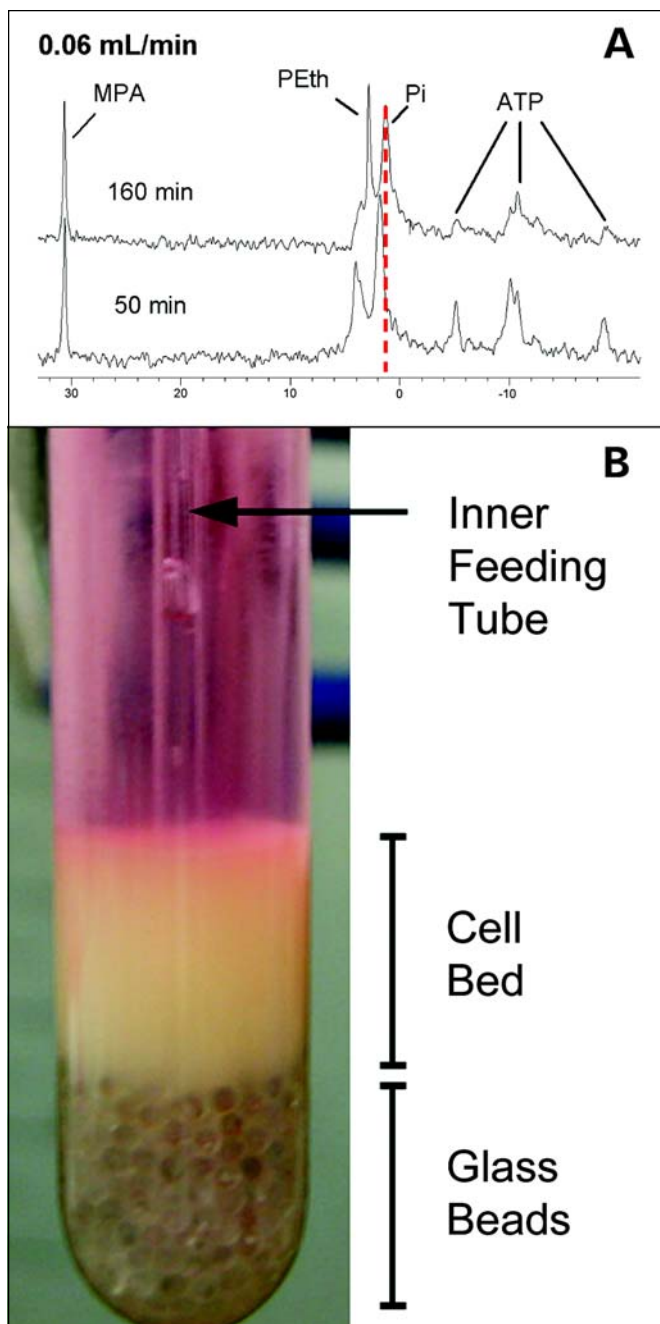 0.06 mL/min
A
MPA
PEth
Pi
ATP
160 min
50 min
30
20
10
0
-10
B
Inner
Feeding
Tube
Cell
Bed
Glass
Beads